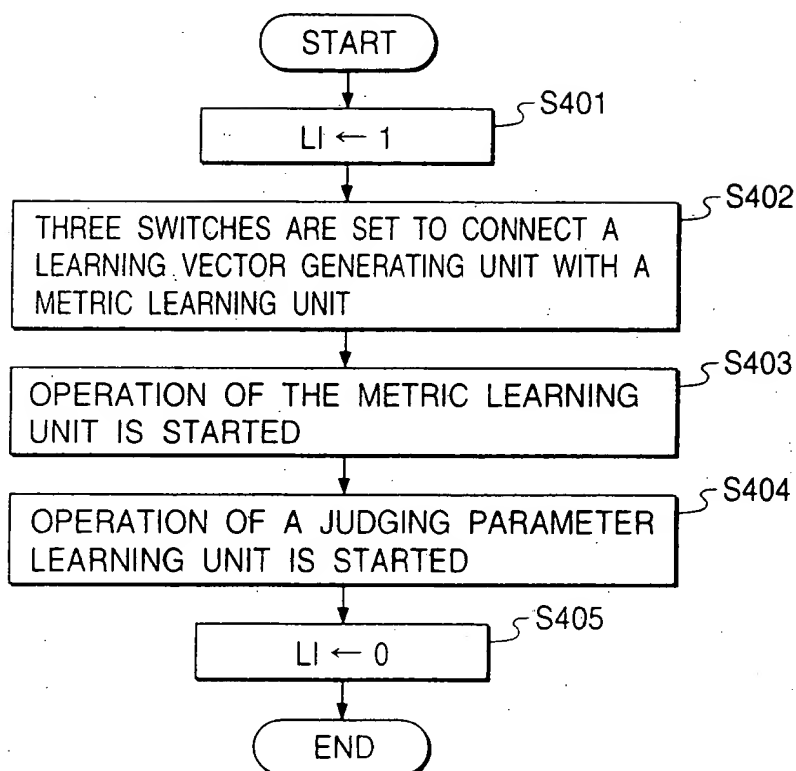 START
S401
LI ← 1
S402
THREE SWITCHES ARE SET TO CONNECT A
LEARNING VECTOR GENERATING UNIT WITH A
METRIC LEARNING UNIT
S403
OPERATION OF THE METRIC LEARNING
UNIT IS STARTED
S404
OPERATION OF A JUDGING PARAMETER
LEARNING UNIT IS STARTED
S405
LI ← 0
END